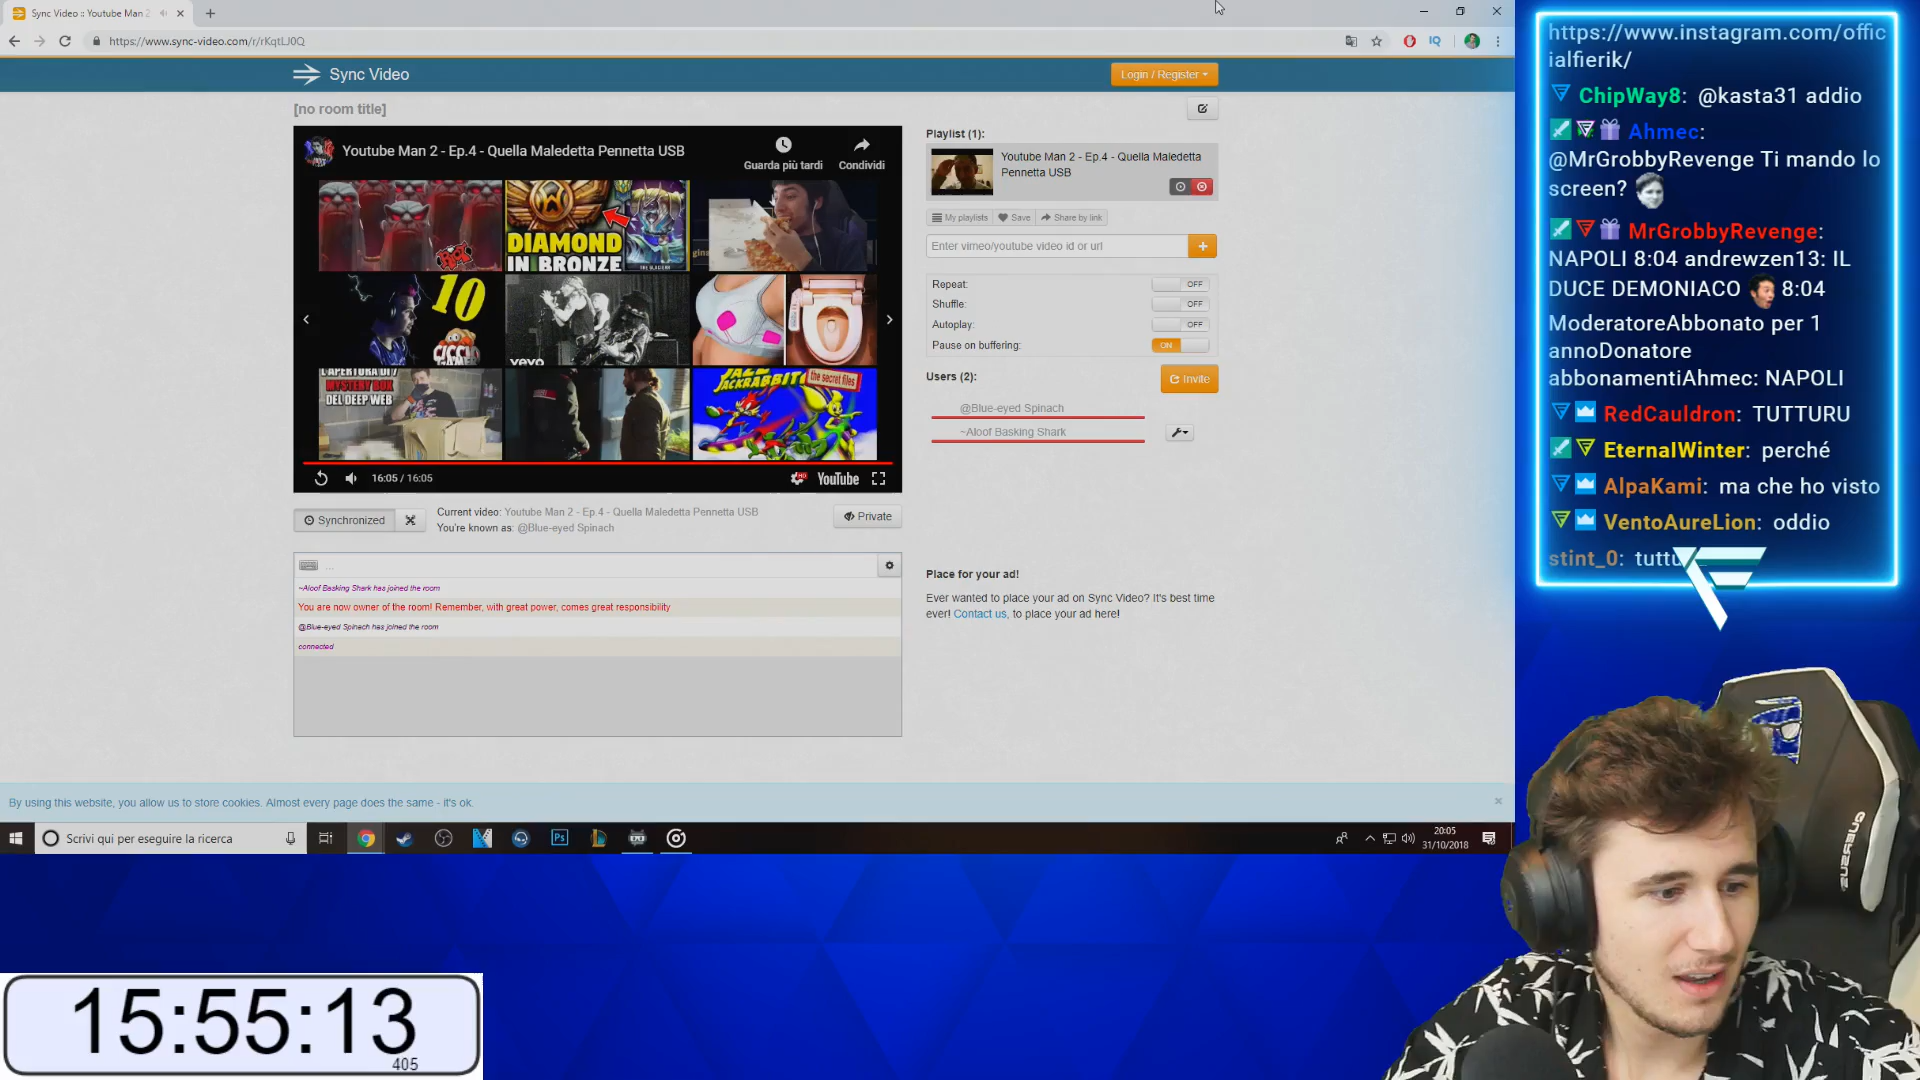 Sync Video :: Youtube Man 2
https://www.sync-video.com/r/rKqtLJ0Q
Sync Video
Login / Register
[no room title]
Youtube Man 2 - Ep.4 - Quella Maledetta Pennetta USB
Guarda più tardi
Condividi
DIAMOND
IN BRONZE
10
CICCIO
vevo
L'APERTURA DI 7
MYSTERY BOX
DEL DEEP WEB
JAZZ
JACKRABBIT
the secret files
16:05 / 16:05
HD
YouTube
Synchronized
Current video: Youtube Man 2 - Ep.4 - Quella Maledetta Pennetta USB
You're known as: @Blue-eyed Spinach
Private
...
~Aloof Basking Shark has joined the room
You are now owner of the room! Remember, with great power, comes great responsibility
@Blue-eyed Spinach has joined the room
connected
Playlist (1):
Youtube Man 2 - Ep.4 - Quella Maledetta
Pennetta USB
My playlists
Save
Share by link
Enter vimeo/youtube video id or url
+
Repeat:
OFF
Shuffle:
OFF
Autoplay:
OFF
Pause on buffering:
ON
Users (2):
Invite
@Blue-eyed Spinach
~Aloof Basking Shark
Place for your ad!
Ever wanted to place your ad on Sync Video? It's best time
ever! Contact us, to place your ad here!
By using this website, you allow us to store cookies. Almost every page does the same - it's ok.
Scrivi qui per eseguire la ricerca
Ps
20:05
31/10/2018
https://www.instagram.com/offic
ialfierik/
ChipWay8: @kasta31 addio
Ahmec:
@MrGrobbyRevenge Ti mando lo
screen?
MrGrobbyRevenge:
NAPOLI 8:04 andrewzen13: IL
DUCE DEMONIACO 8:04
ModeratoreAbbonato per 1
annoDonatore
abbonamentiAhmec: NAPOLI
RedCauldron: TUTTURU
EternalWinter: perché
AlpaKami: ma che ho visto
VentoAureLion: oddio
stint_0:
15:55:13
405